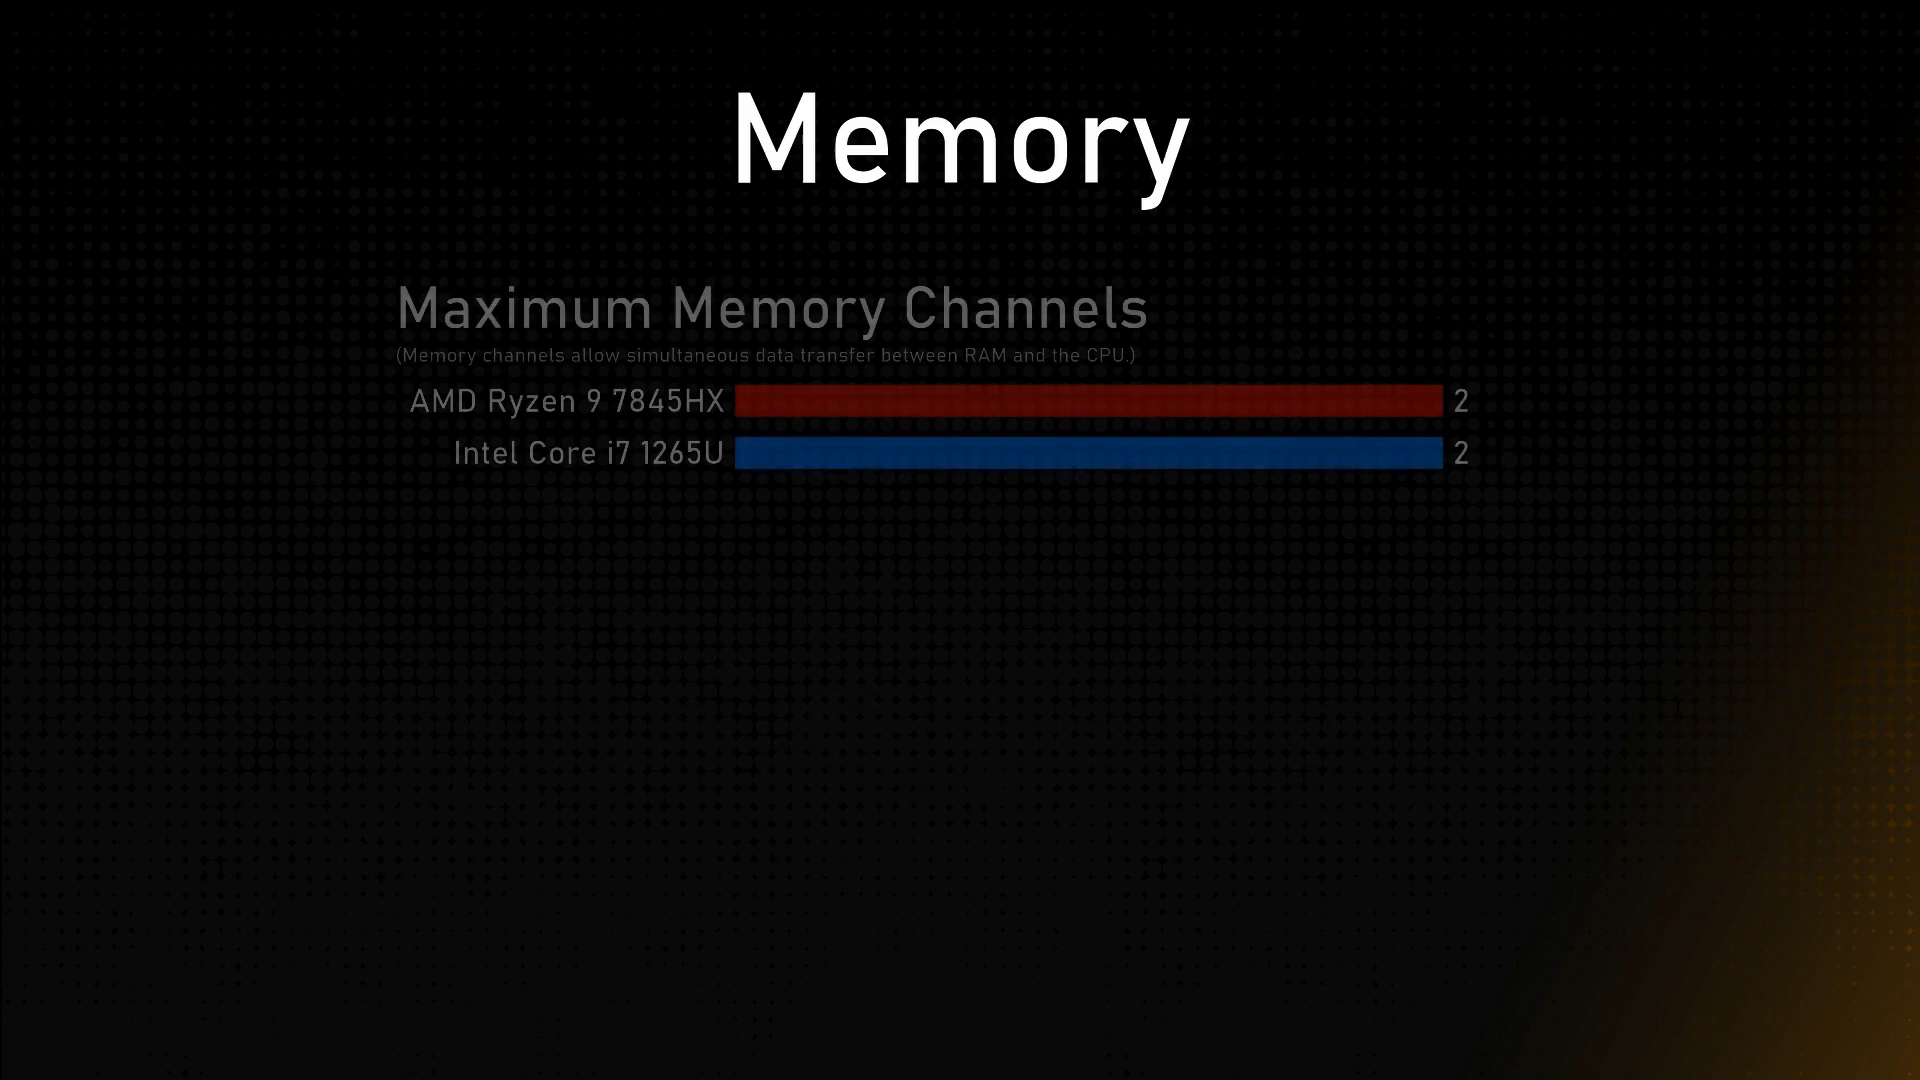 Memory
Maximum Memory Channels
(Memory channels allow simultaneous data transfer between RAM and the CPU.)
AMD Ryzen 9 7845HX 2
Intel Core i7 1265U 2